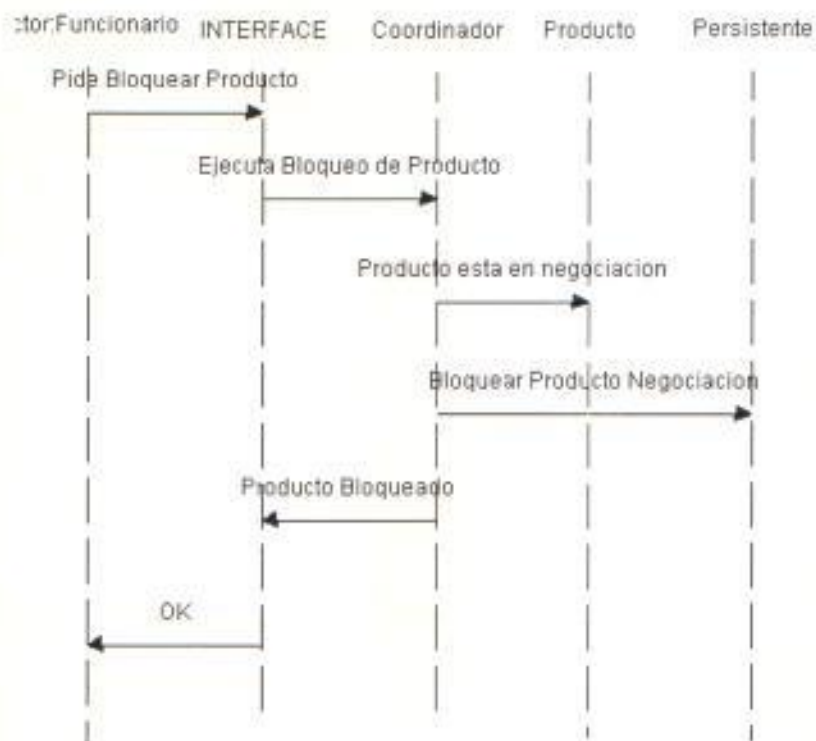 ctor:Funcionario INTERFACE Coordinador Producto Persistente
Pide Bloquear Producto
Ejecuta Bloqueo de Producto
Producto esta en negociacion
Bloquear Producto Negociacion
Producto Bloqueado
OK